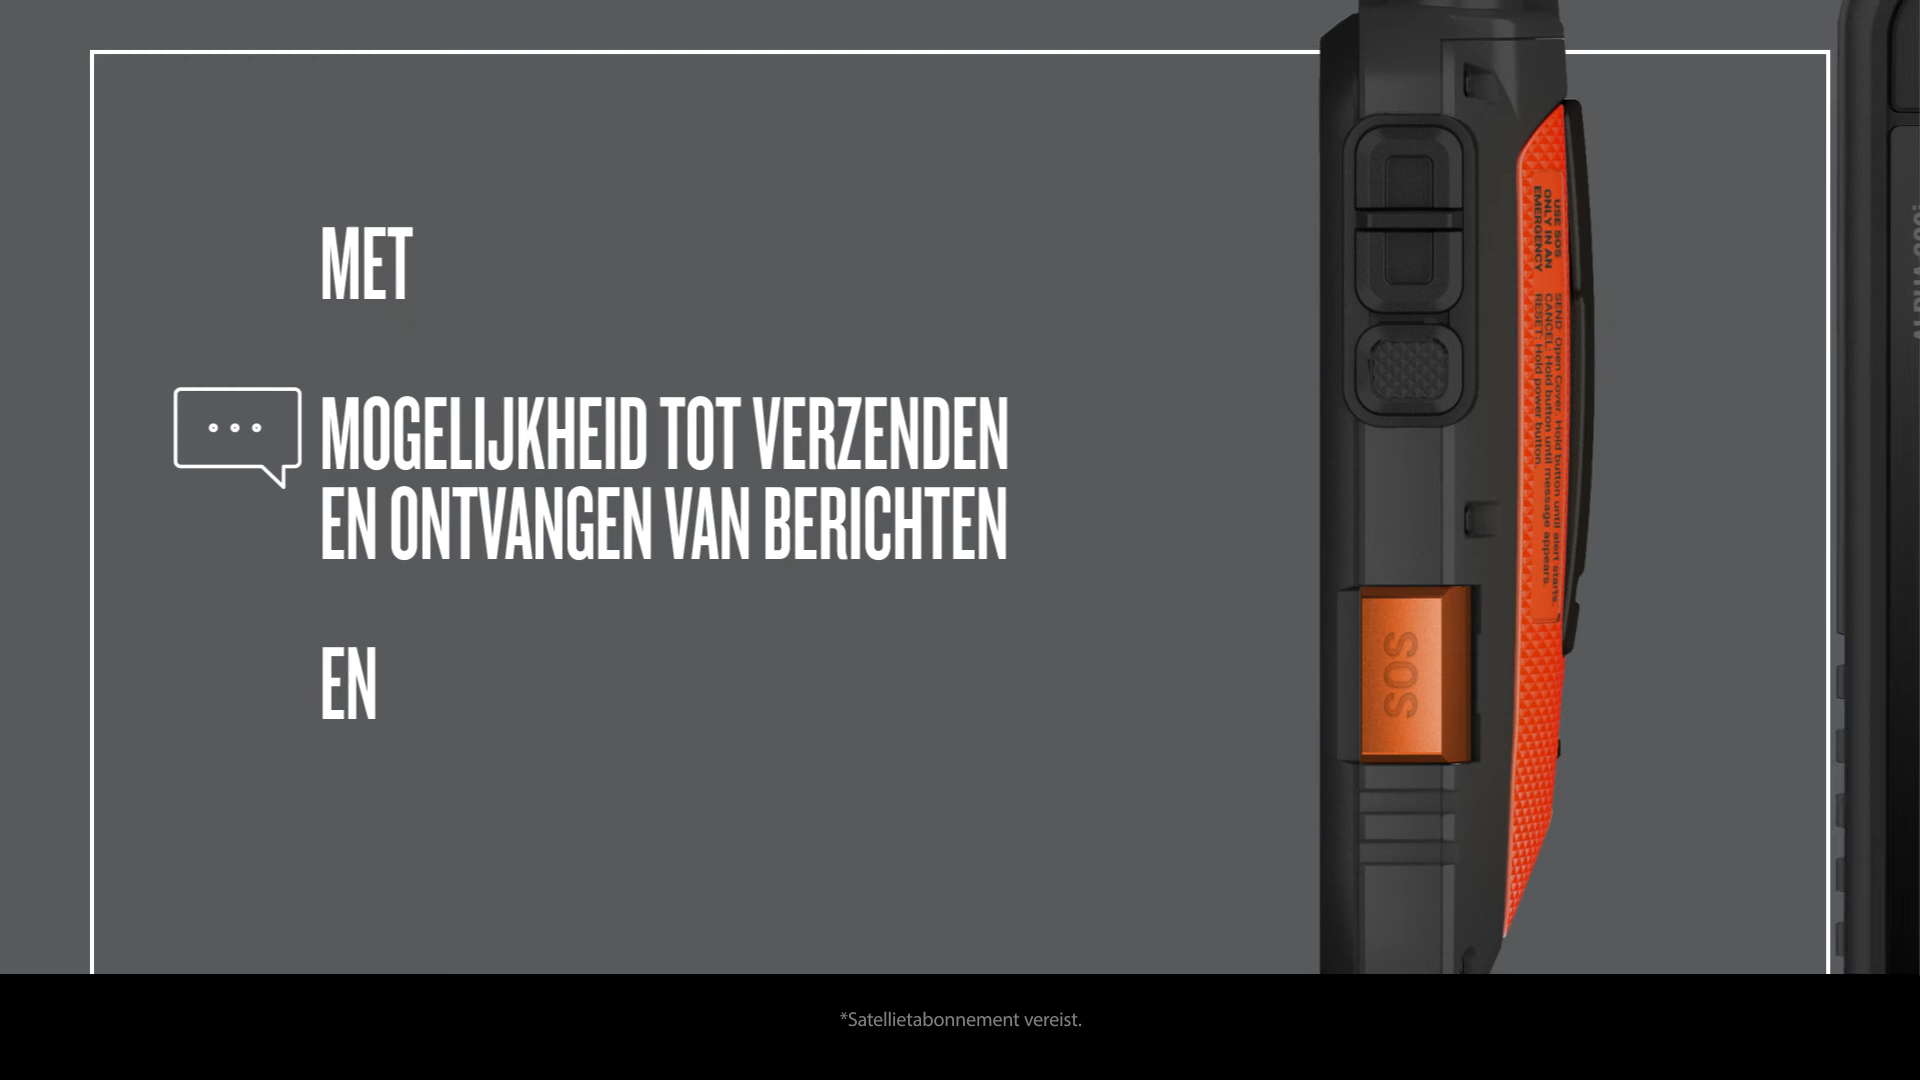 MET
MOGELIJKHEID TOT VERZENDEN
EN ONTVANGEN VAN BERICHTEN
EN
USE SOS
ONLY IN AN
EMERGENCY
SEND: Open Cover. Hold button until alert starts.
CANCEL: Hold button until message appears.
RESET: Hold power button.
SOS
*Satellietabonnement vereist.